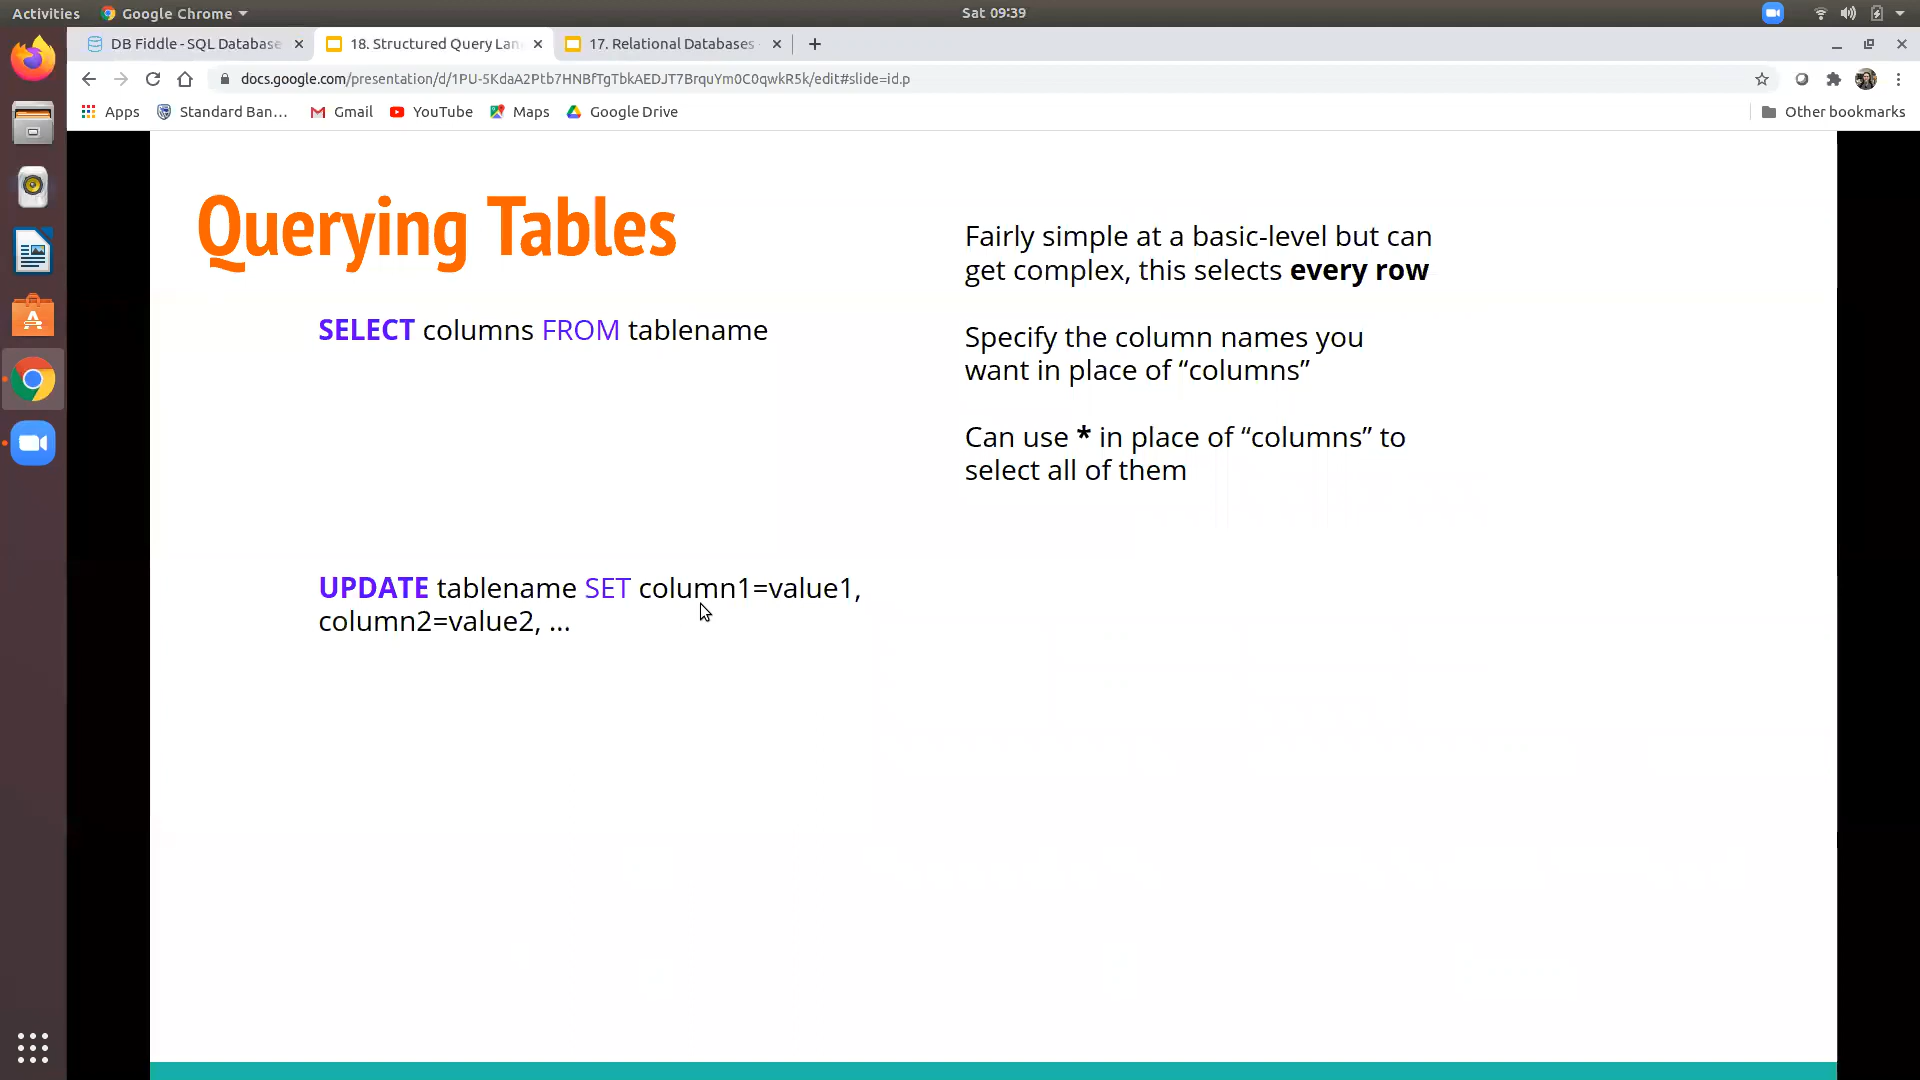 Activities
Google Chrome
Sat 09:39
DB Fiddle - SQL Database
18. Structured Query Lan
17. Relational Databases
docs.google.com/presentation/d/1PU-5KdaA2Ptb7HNBfTgTbkAEDJT7BrquYm0C0qwkR5k/edit#slide=id.p
Apps
Standard Ban...
Gmail
YouTube
Maps
Google Drive
Other bookmarks
Querying Tables
SELECT columns FROM tablename
UPDATE tablename SET column1=value1,
column2=value2, ...
Fairly simple at a basic-level but can
get complex, this selects every row
Specify the column names you
want in place of “columns”
Can use * in place of “columns” to
select all of them